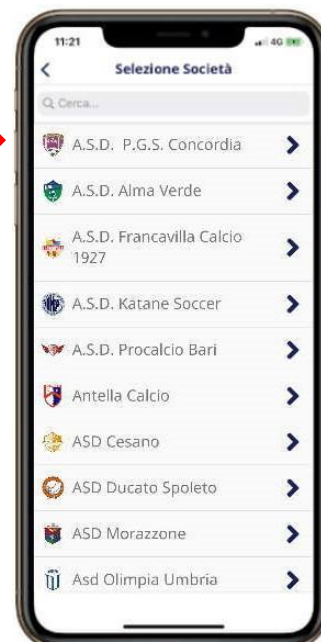 11:21
4G
Selezione Società
Cerca...
A.S.D. P.G.S. Concordia
A.S.D. Alma Verde
A.S.D. Francavilla Calcio
1927
A.S.D. Katane Soccer
A.S.D. Procalcio Bari
Antella Calcio
ASD Cesano
ASD Ducato Spoleto
ASD Morazzone
Asd Olimpia Umbria